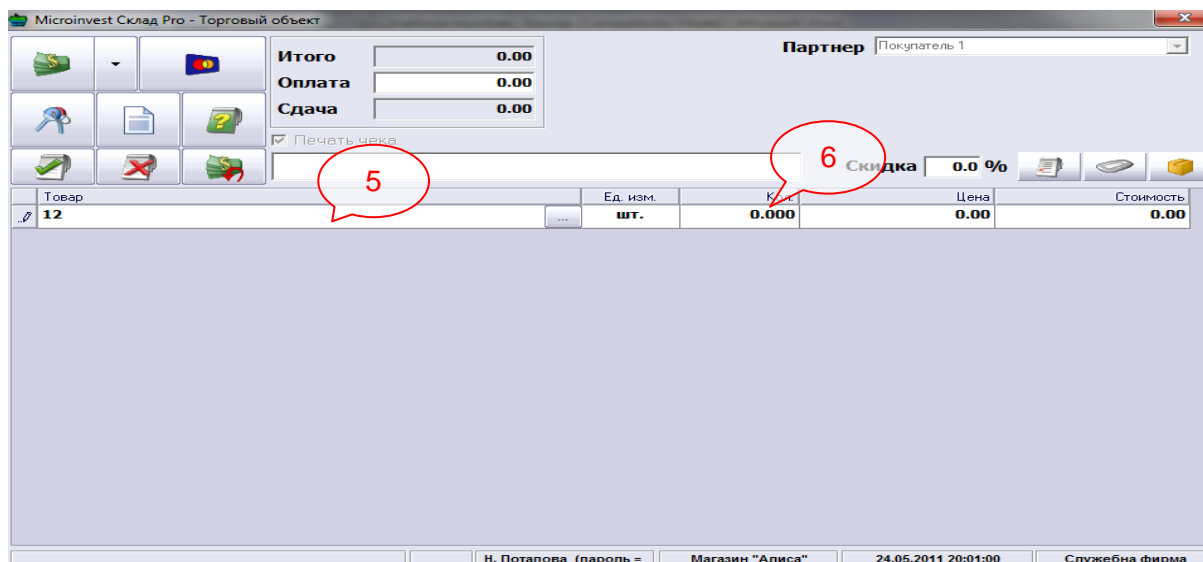 Microinvest Склад Pro - Торговый объект
Итого 0.00
Партнер Покупатель 1
Оплата 0.00
Сдача 0.00
Печать чека
5
6
Скидка 0.0 %
Товар Ед. изм. Кол. Цена Стоимость
12 ... шт. 0.000 0.00 0.00
Н. Потапова (пароль = Магазин "Алиса" 24.05.2011 20:01:00 Служебна фирма